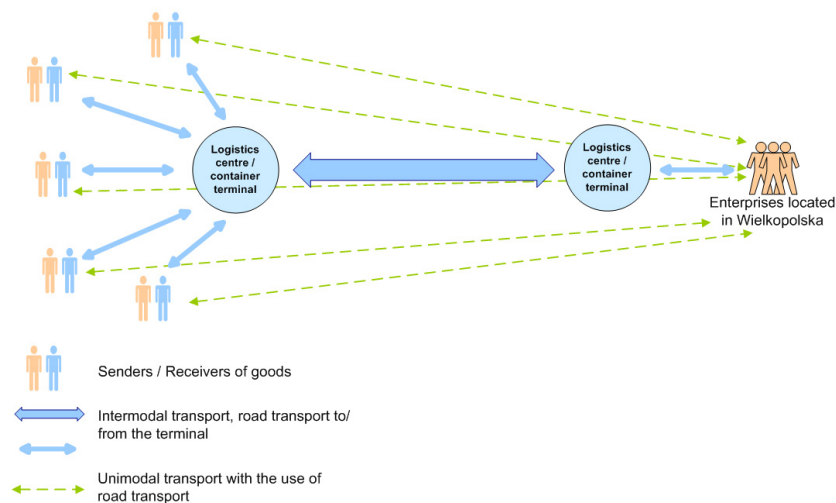 Logistics
centre /
container
terminal
Logistics
centre /
container
terminal
Enterprises located
in Wielkopolska
Senders / Receivers of goods
Intermodal transport, road transport to/
from the terminal
Unimodal transport with the use of
road transport